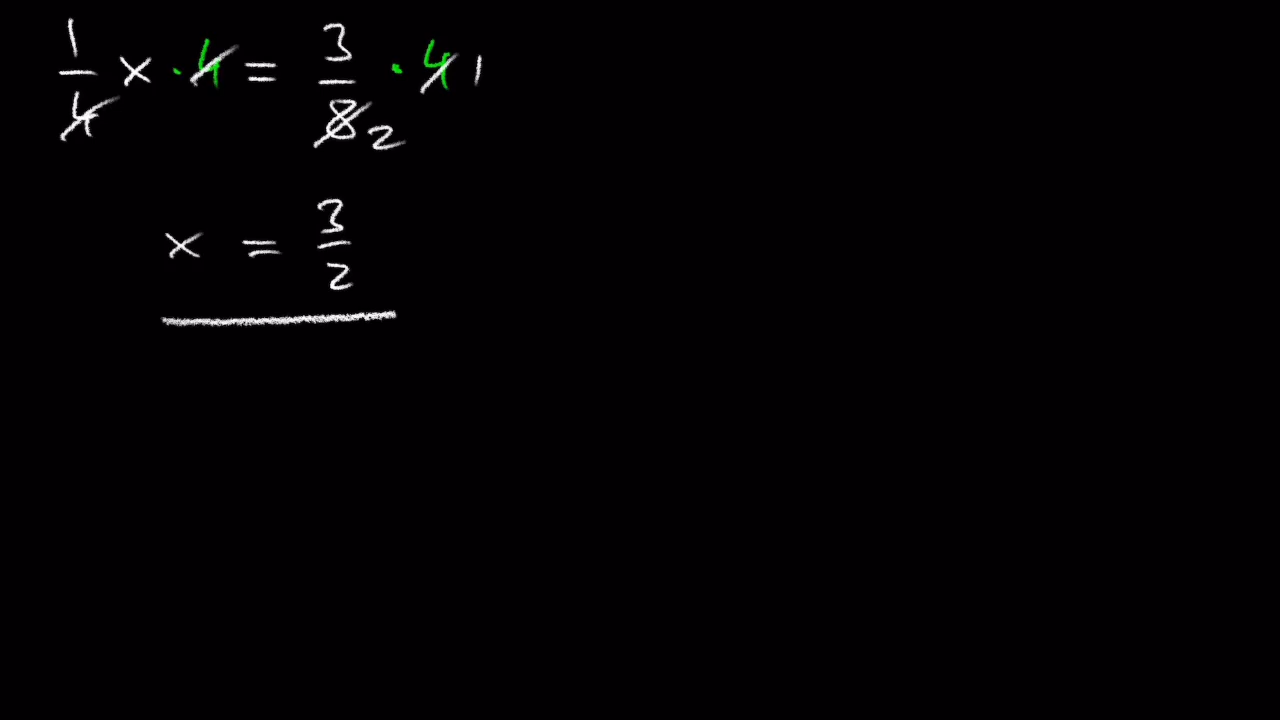 1/4 x · 4 = 3/8 2 · 4 1
x = 3/2